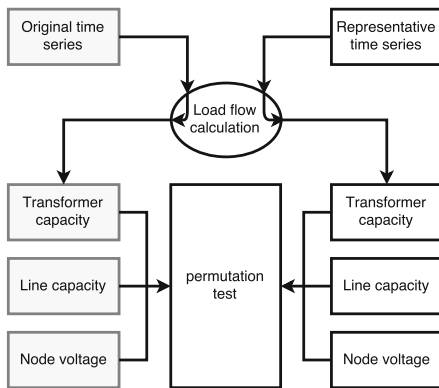 Original time
series
Representative
time series
Load flow
calculation
Transformer
capacity
Transformer
capacity
permutation
test
Line capacity
Line capacity
Node voltage
Node voltage